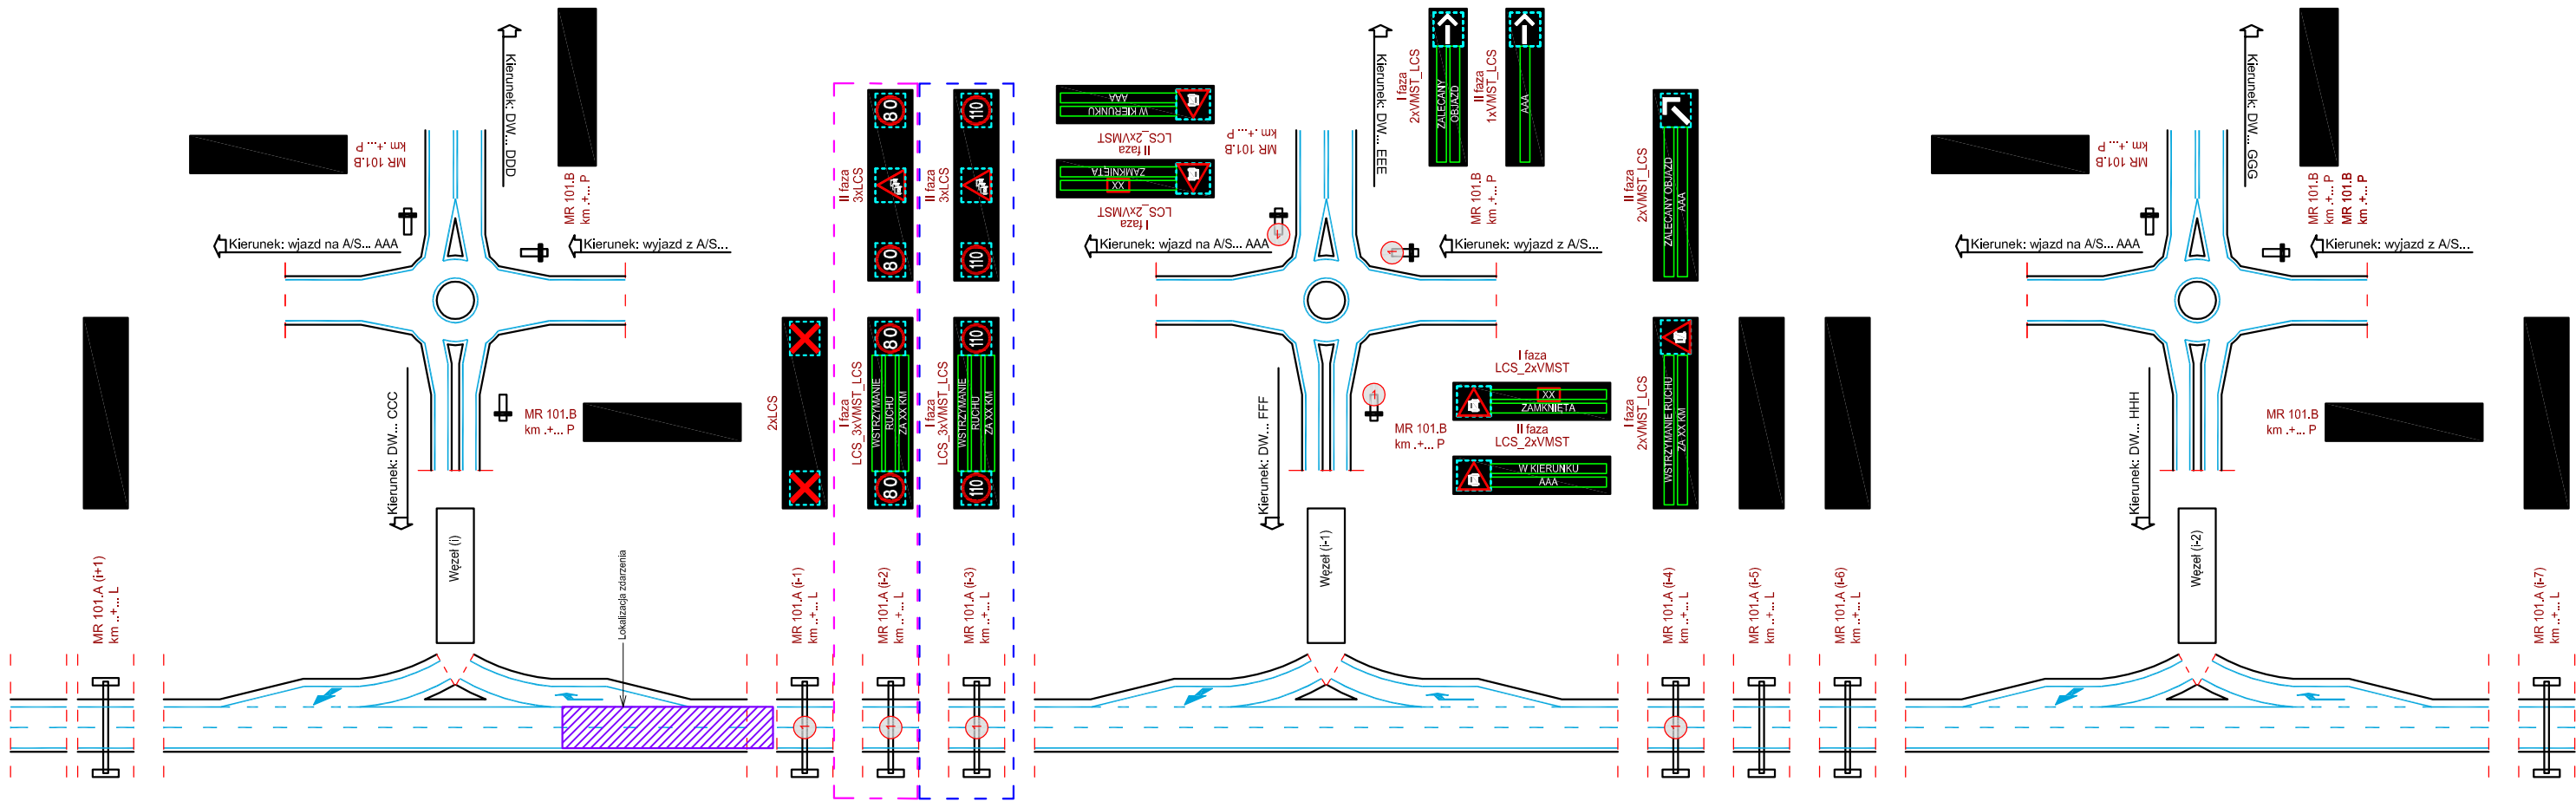 Kierunek: DW... DDD
MR 101.B
km .+... P
MR 101.B
km .+... P
Kierunek: wjazd na A/S... AAA
Kierunek: wyjazd z A/S...
Kierunek: DW... CCC
MR 101.B
km .+... P
Węzeł (i)
Lokalizacja zdarzenia
MR 101.A (i+1)
km ..+... L
2xLCS
MR 101.A (i-1)
km ..+... L
II faza
3xLCS
80
80
I faza
LCS_3xVMST_LCS
80
WSTRZYMANIE
RUCHU
ZA XX KM
80
MR 101.A (i-2)
km ..+... L
II faza
3xLCS
110
110
I faza
LCS_3xVMST_LCS
110
WSTRZYMANIE
RUCHU
ZA XX KM
110
MR 101.A (i-3)
km ..+... L
1
1
1
W KIERUNKU
AAA
II faza
LCS_2xVMST
MR 101.B
km .+... P
XX
ZAMKNIĘTA
I faza
LCS_2xVMST
Kierunek: DW... EEE
I faza
2xVMST_LCS
ZALECANY
OBJAZD
II faza
1xVMST_LCS
AAA
MR 101.B
km .+... P
Kierunek: wjazd na A/S... AAA
1
1
Kierunek: wyjazd z A/S...
Kierunek: DW... FFF
1
MR 101.B
km .+... P
I faza
LCS_2xVMST
XX
ZAMKNIĘTA
II faza
LCS_2xVMST
W KIERUNKU
AAA
Węzeł (i-1)
II faza
2xVMST_LCS
ZALECANY OBJAZD
AAA
I faza
2xVMST_LCS
WSTRZYMANIE RUCHU
ZA XX KM
MR 101.A (i-4)
km ..+... L
1
MR 101.A (i-5)
km ..+... L
MR 101.A (i-6)
km ..+... L
MR 101.B
km .+... P
Kierunek: DW... GGG
MR 101.B
km .+... P
MR 101.B
km .+... P
Kierunek: wjazd na A/S... AAA
Kierunek: wyjazd z A/S...
Kierunek: DW... HHH
MR 101.B
km .+... P
Węzeł (i-2)
MR 101.A (i-7)
km ..+... L